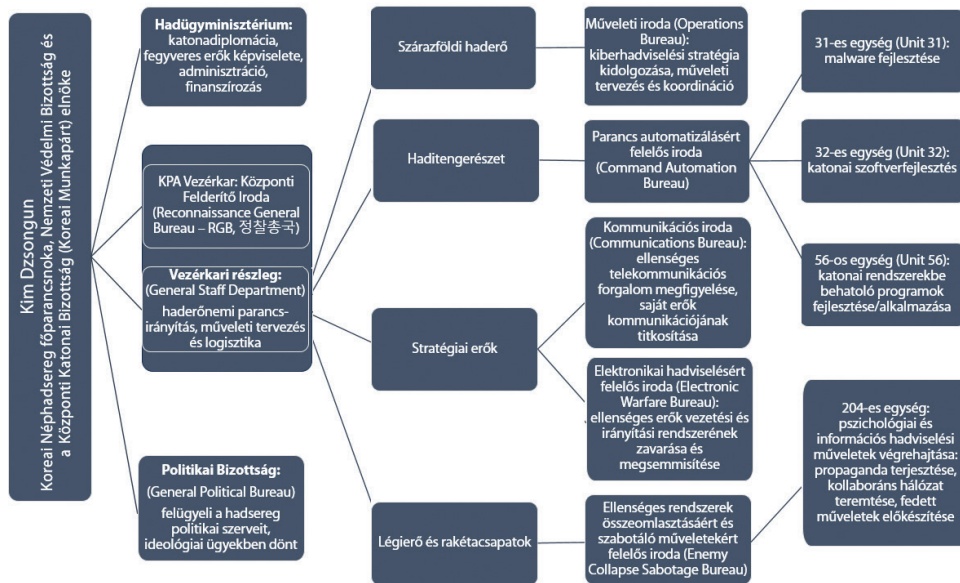 Kim Dzsongun
Koreai Néphadsereg főparancsnoka, Nemzeti Védelmi Bizottság és
a Központi Katonai Bizottság (Koreai Munkapárt) elnöke
Hadügyminisztérium:
katonadiplomácia,
fegyveres erők képviselete,
adminisztráció,
finanszírozás
KPA Vezérkar: Központi
Felderítő Iroda
(Reconnaissance General
Bureau – RGB, 정찰총국)
Vezérkari részleg:
(General Staff Department)
haderőnemi parancs-
irányítás, műveleti tervezés
és logisztika
Politikai Bizottság:
(General Political Bureau)
felügyeli a hadsereg
politikai szerveit,
ideológiai ügyekben dönt
Szárazföldi haderő
Haditengerészet
Stratégiai erők
Légierő és rakétacsapatok
Műveleti iroda (Operations
Bureau):
kiberhadviselési stratégia
kidolgozása, műveleti
tervezés és koordináció
Parancs automatizálásért
felelős iroda
(Command Automation
Bureau)
Kommunikációs iroda
(Communications Bureau):
ellenséges
telekommunikációs
forgalom megfigyelése,
saját erők
kommunikációjának
titkosítása
Elektronikai hadviselésért
felelős iroda (Electronic
Warfare Bureau):
ellenséges erők vezetési és
irányítási rendszerének
zavarása és
megsemmisítése
Ellenséges rendszerek
összeomlasztásáért és
szabotáló műveletekért
felelős iroda (Enemy
Collapse Sabotage Bureau)
31-es egység (Unit 31):
malware fejlesztése
32-es egység (Unit 32):
katonai szoftverfejlesztés
56-os egység (Unit 56):
katonai rendszerekbe
behatoló programok
fejlesztése/alkalmazása
204-es egység:
pszichológiai és
információs hadviselési
műveletek végrehajtása:
propaganda terjesztése,
kollaboráns hálózat
teremtése, fedett
műveletek előkészítése